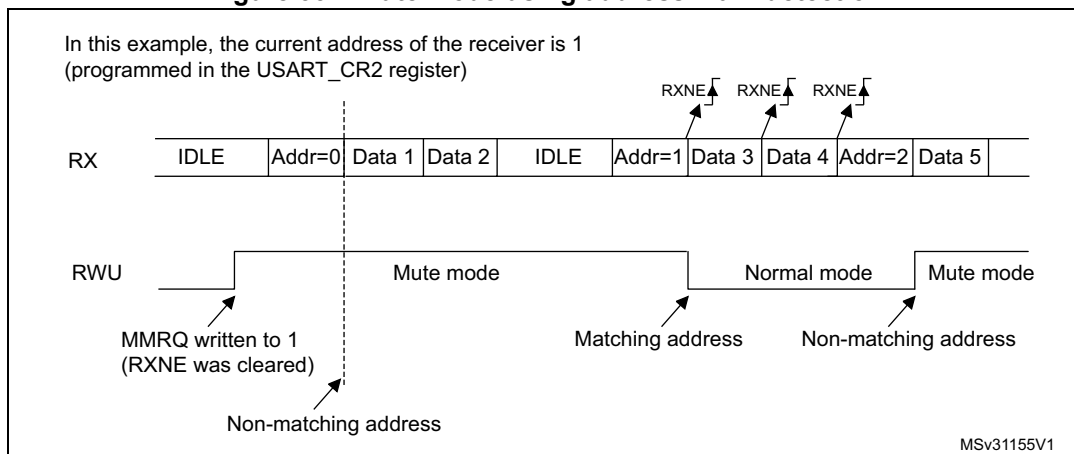 In this example, the current address of the receiver is 1
(programmed in the USART_CR2 register)
RXNE RXNE RXNE
RX IDLE Addr=0 Data 1 Data 2 IDLE Addr=1 Data 3 Data 4 Addr=2 Data 5
RWU Mute mode Normal mode Mute mode
MMRQ written to 1 Matching address Non-matching address
(RXNE was cleared)
Non-matching address
MSv31155V1